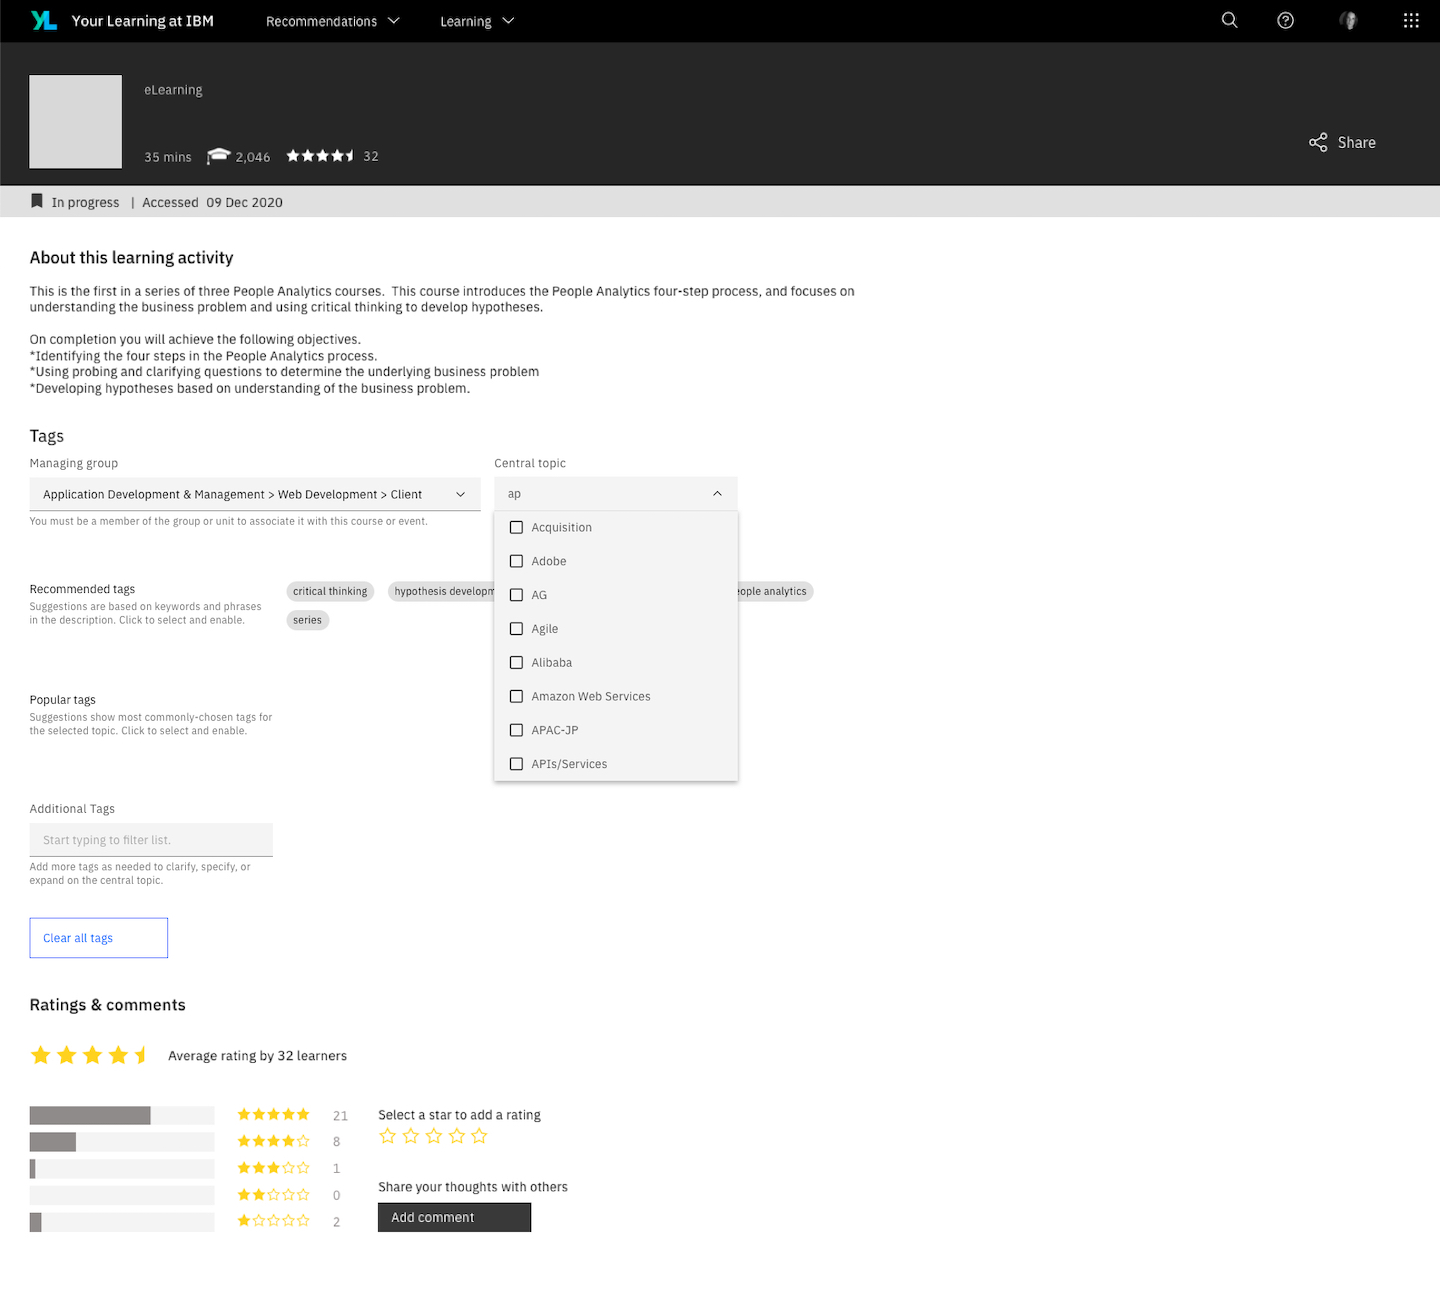 YL Your Learning at IBM Recommendations Learning
eLearning
35 mins 2,046 32
Share
In progress | Accessed 09 Dec 2020
About this learning activity
This is the first in a series of three People Analytics courses. This course introduces the People Analytics four-step process, and focuses on
understanding the business problem and using critical thinking to develop hypotheses.
On completion you will achieve the following objectives.
*Identifying the four steps in the People Analytics process.
*Using probing and clarifying questions to determine the underlying business problem
*Developing hypotheses based on understanding of the business problem.
Tags
Managing group
Application Development & Management > Web Development > Client
You must be a member of the group or unit to associate it with this course or event.
Central topic
ap
Acquisition
Adobe
AG
Agile
Alibaba
Amazon Web Services
APAC-JP
APIs/Services
Recommended tags
Suggestions are based on keywords and phrases
in the description. Click to select and enable.
critical thinking hypothesis developm eople analytics
series
Popular tags
Suggestions show most commonly-chosen tags for
the selected topic. Click to select and enable.
Additional Tags
Start typing to filter list.
Add more tags as needed to clarify, specify, or
expand on the central topic.
Clear all tags
Ratings & comments
Average rating by 32 learners
21
8
1
0
2
Select a star to add a rating
Share your thoughts with others
Add comment